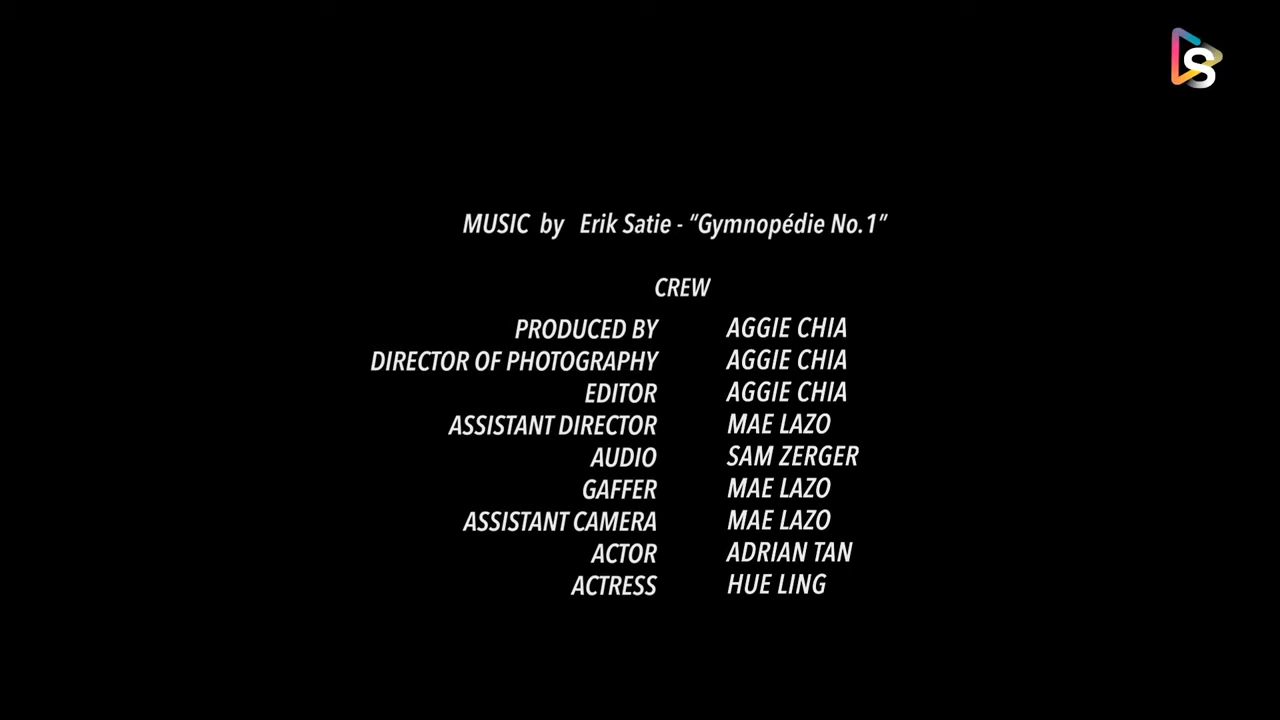 S
MUSIC by Erik Satie - “Gymnopédie No.1”
CREW
PRODUCED BY AGGIE CHIA
DIRECTOR OF PHOTOGRAPHY AGGIE CHIA
EDITOR AGGIE CHIA
ASSISTANT DIRECTOR MAE LAZO
AUDIO SAM ZERGER
GAFFER MAE LAZO
ASSISTANT CAMERA MAE LAZO
ACTOR ADRIAN TAN
ACTRESS HUE LING